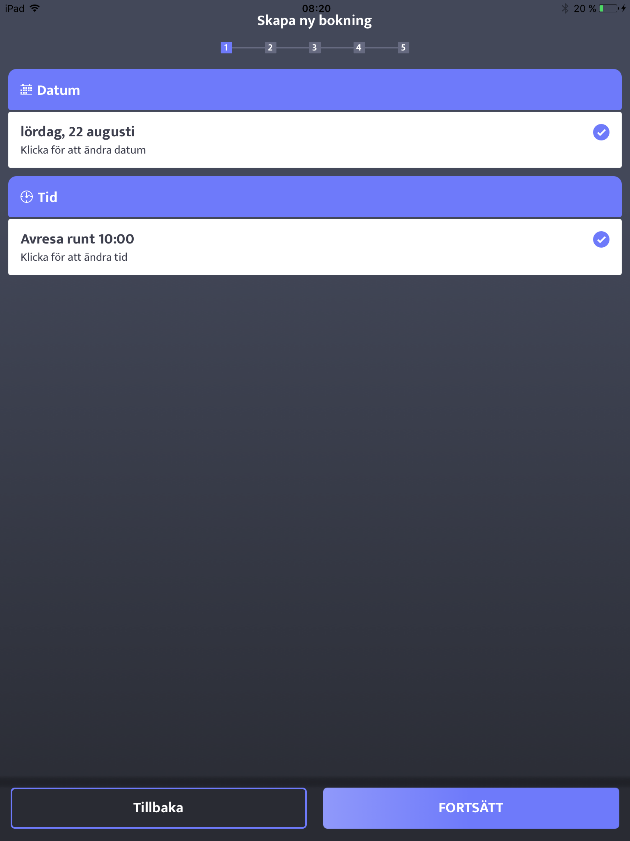 iPad 08:20 20 %
Skapa ny bokning
1 2 3 4 5
Datum
lördag, 22 augusti
Klicka för att ändra datum
Tid
Avresa runt 10:00
Klicka för att ändra tid
Tillbaka FORTSÄTT